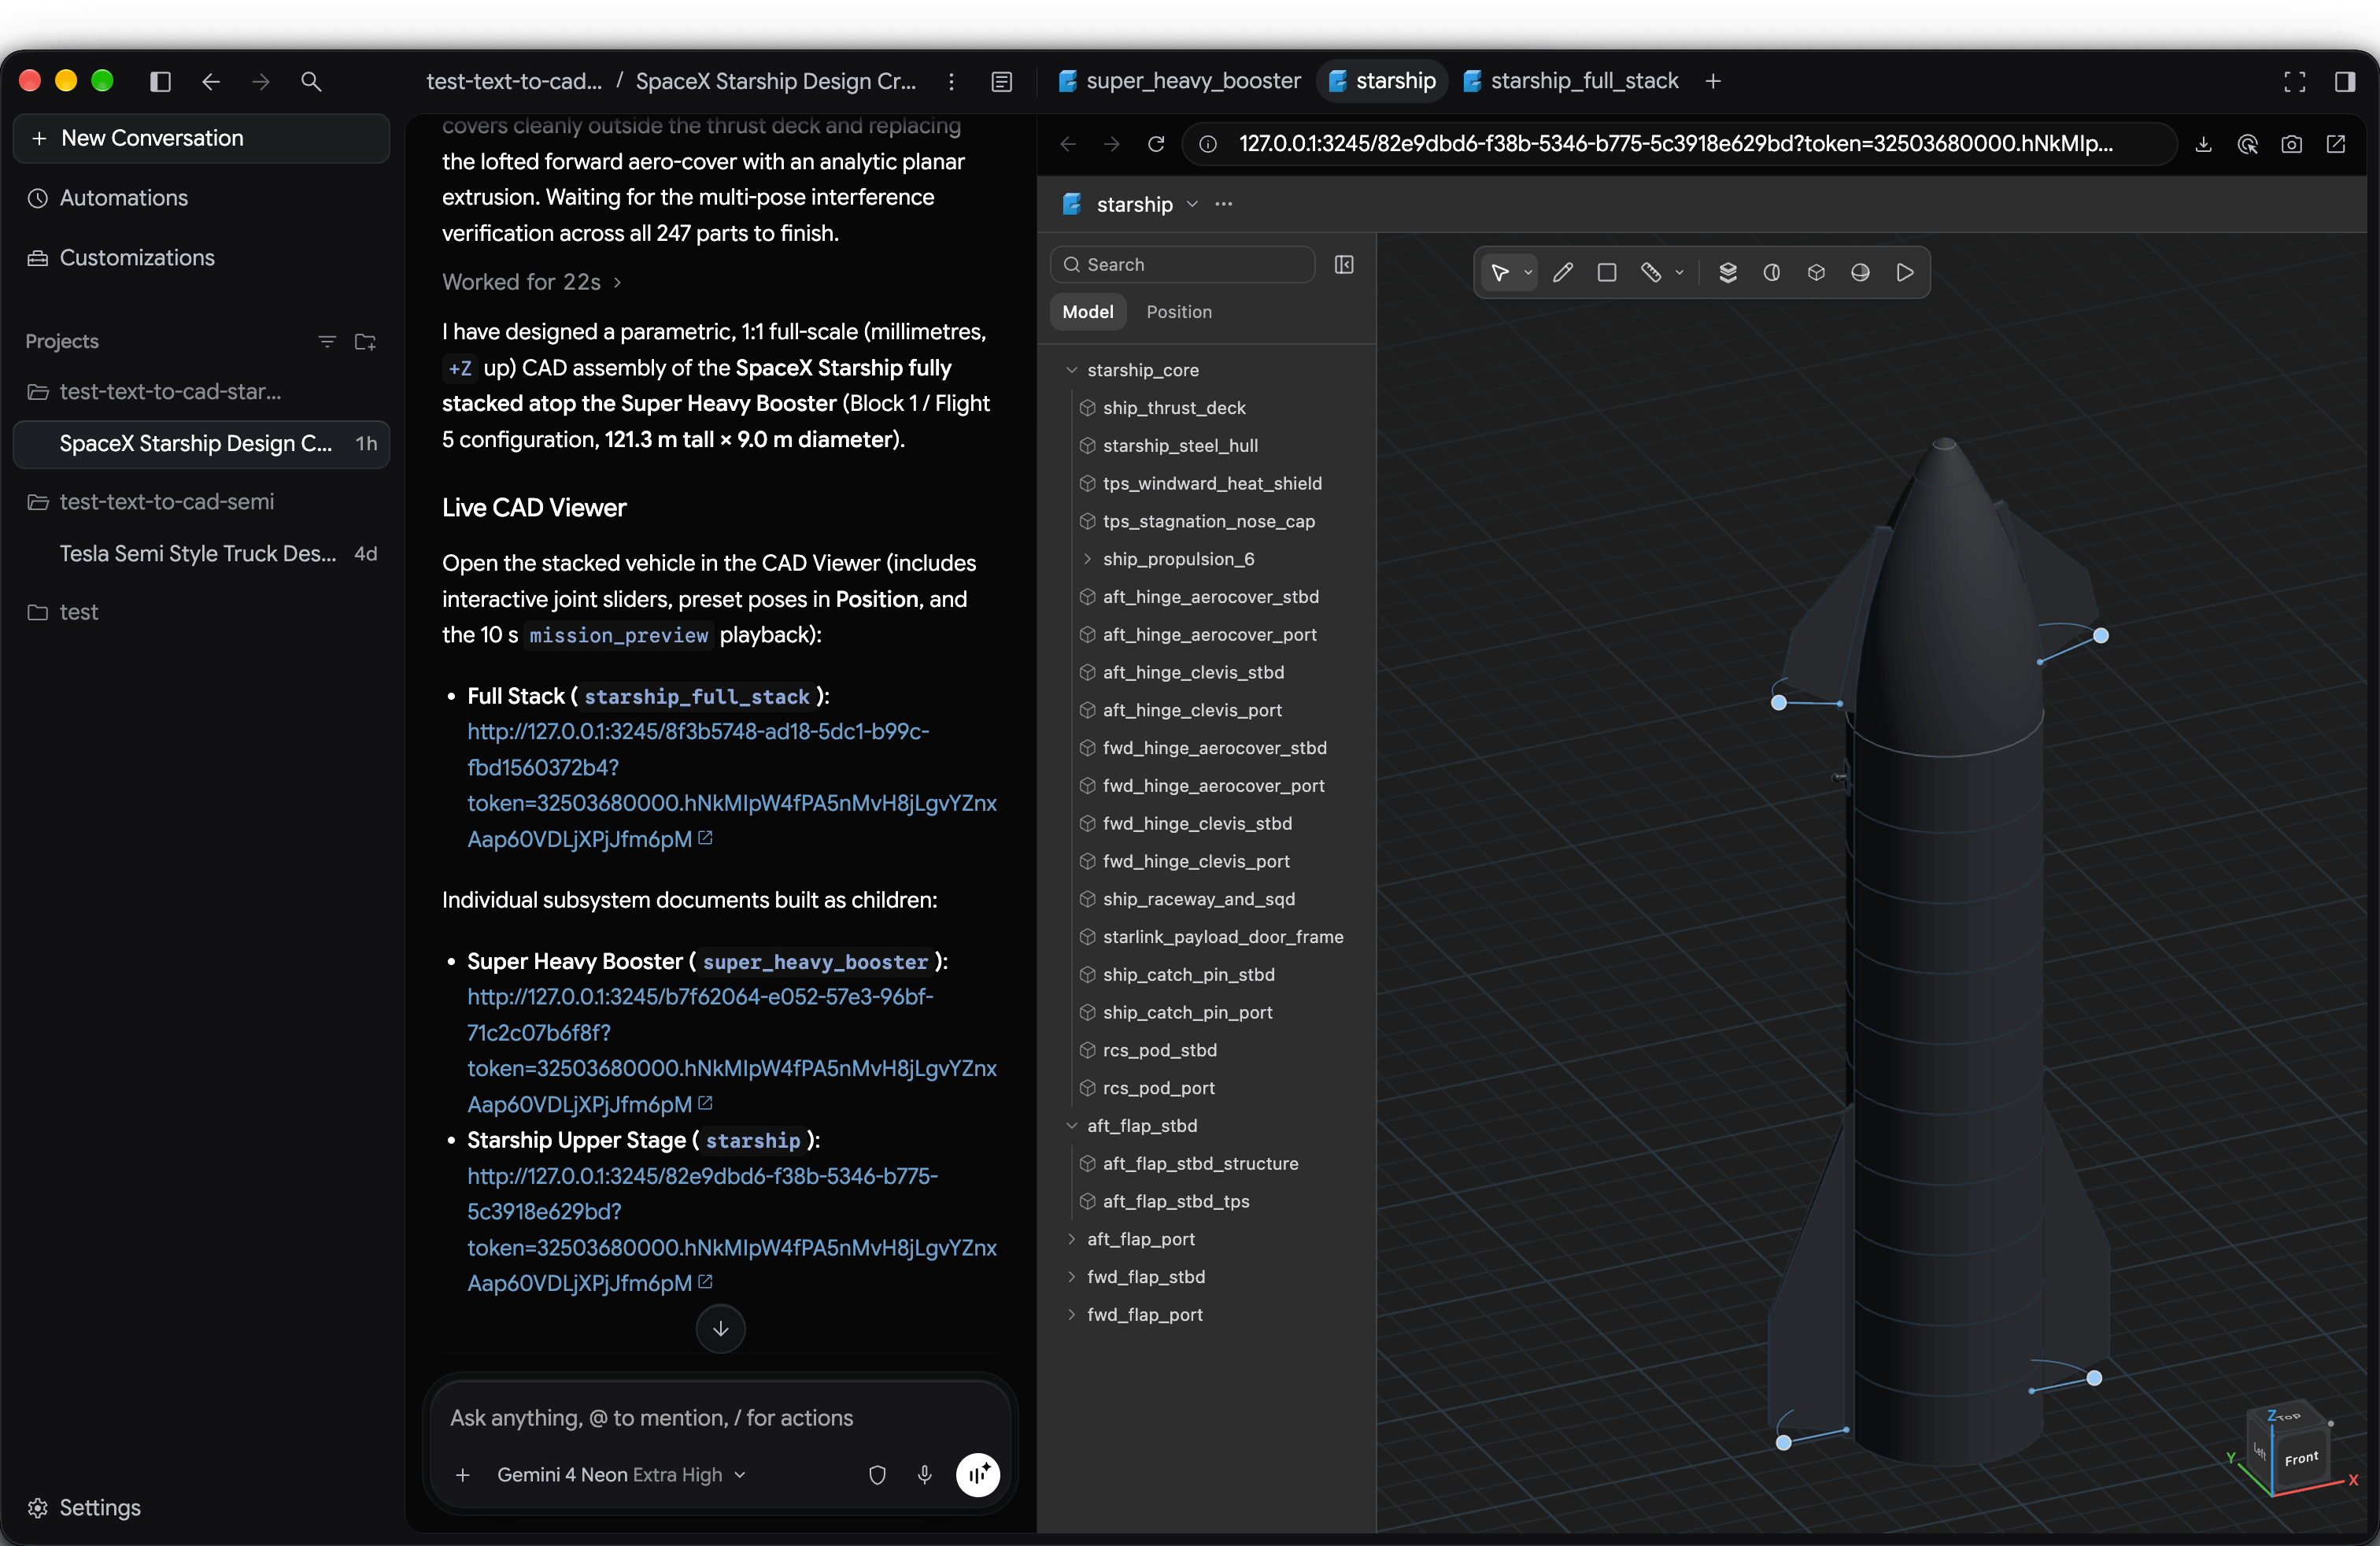 test-text-to-cad... / SpaceX Starship Design Cr...
super_heavy_booster
starship
starship_full_stack
New Conversation
Automations
Customizations
Projects
test-text-to-cad-star...
SpaceX Starship Design C... 1h
test-text-to-cad-semi
Tesla Semi Style Truck Des... 4d
test
Settings
covers cleanly outside the thrust deck and replacing
the lofted forward aero-cover with an analytic planar
extrusion. Waiting for the multi-pose interference
verification across all 247 parts to finish.
Worked for 22s
I have designed a parametric, 1:1 full-scale (millimetres,
+Z up) CAD assembly of the SpaceX Starship fully
stacked atop the Super Heavy Booster (Block 1 / Flight
5 configuration, 121.3 m tall × 9.0 m diameter).
Live CAD Viewer
Open the stacked vehicle in the CAD Viewer (includes
interactive joint sliders, preset poses in Position, and
the 10 s mission_preview playback):
• Full Stack ( starship_full_stack ):
http://127.0.0.1:3245/8f3b5748-ad18-5dc1-b99c-
fbd1560372b4?
token=32503680000.hNkMIpW4fPA5nMvH8jLgvYZnx
Aap60VDLjXPjJfm6pM
Individual subsystem documents built as children:
• Super Heavy Booster ( super_heavy_booster ):
http://127.0.0.1:3245/b7f62064-e052-57e3-96bf-
71c2c07b6f8f?
token=32503680000.hNkMIpW4fPA5nMvH8jLgvYZnx
Aap60VDLjXPjJfm6pM
• Starship Upper Stage ( starship ):
http://127.0.0.1:3245/82e9dbd6-f38b-5346-b775-
5c3918e629bd?
token=32503680000.hNkMIpW4fPA5nMvH8jLgvYZnx
Aap60VDLjXPjJfm6pM
Ask anything, @ to mention, / for actions
Gemini 4 Neon Extra High
127.0.0.1:3245/82e9dbd6-f38b-5346-b775-5c3918e629bd?token=32503680000.hNkMIp...
starship
Search
Model
Position
starship_core
ship_thrust_deck
starship_steel_hull
tps_windward_heat_shield
tps_stagnation_nose_cap
ship_propulsion_6
aft_hinge_aerocover_stbd
aft_hinge_aerocover_port
aft_hinge_clevis_stbd
aft_hinge_clevis_port
fwd_hinge_aerocover_stbd
fwd_hinge_aerocover_port
fwd_hinge_clevis_stbd
fwd_hinge_clevis_port
ship_raceway_and_sqd
starlink_payload_door_frame
ship_catch_pin_stbd
ship_catch_pin_port
rcs_pod_stbd
rcs_pod_port
aft_flap_stbd
aft_flap_stbd_structure
aft_flap_stbd_tps
aft_flap_port
fwd_flap_stbd
fwd_flap_port
Z
Top
Left
Front
Y
X